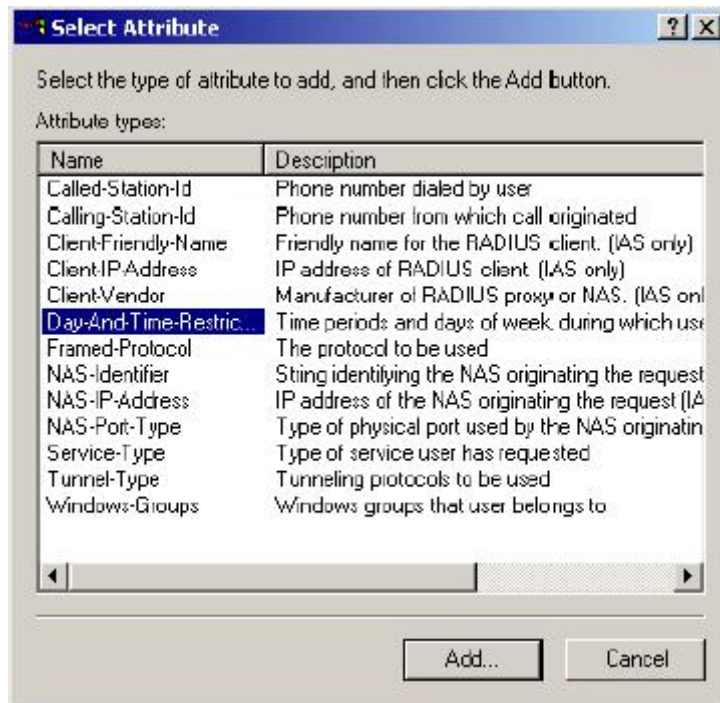 Select Attribute
Select the type of attribute to add, and then click the Add button.
Attribute types:
Name Description
Called-Station-Id Phone number dialed by user
Calling-Station-Id Phone number from which call originated
Client-Friendly-Name Friendly name for the RADIUS client. (IAS only)
Client-IP-Address IP address of RADIUS client. (IAS only)
Client-Vendor Manufacturer of RADIUS proxy or NAS. (IAS onl
Day-And-Time-Restric... Time periods and days of week during which use
Framed-Protocol The protocol to be used
NAS-Identifier String identifying the NAS originating the request
NAS-IP-Address IP address of the NAS originating the request (IA
NAS-Port-Type Type of physical port used by the NAS originatin
Service-Type Type of service user has requested
Tunnel-Type Tunneling protocols to be used
Windows-Groups Windows groups that user belongs to
Add... Cancel